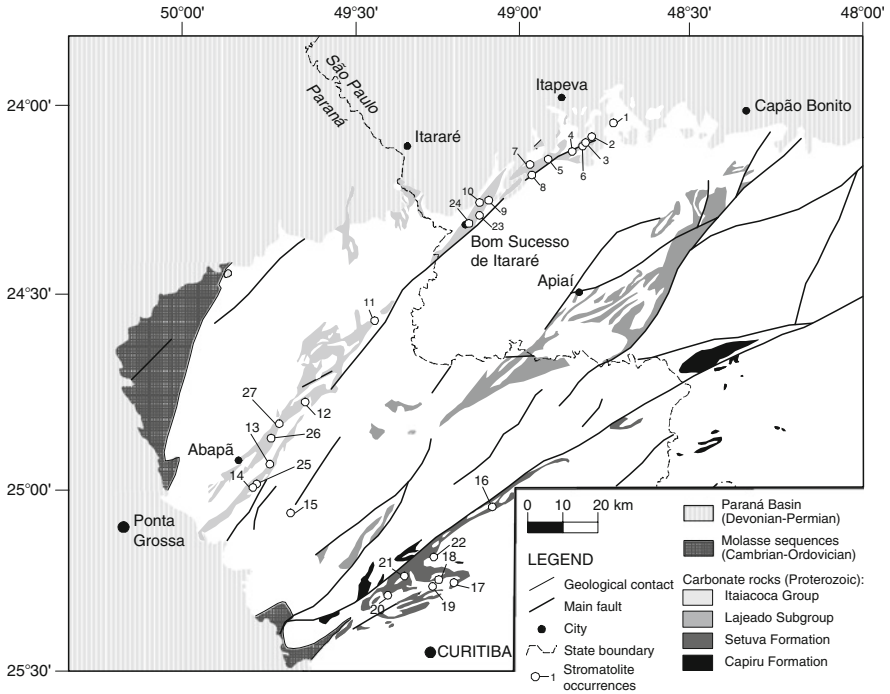 50°00'
49°30'
49°00'
48°30'
48°00'
24°00'
24°30'
25°00'
25°30'
São Paulo
Paraná
Itapeva
Capão Bonito
Itararé
1
2
3
4
5
6
7
8
9
10
23
24
Bom Sucesso
de Itararé
Apiaí
11
12
27
26
13
Abapã
25
14
15
16
Ponta
Grossa
22
21
18
17
20
19
CURITIBA
0 10 20 km
LEGEND
Geological contact
Main fault
City
State boundary
1 Stromatolite
occurrences
Paraná Basin
(Devonian-Permian)
Molasse sequences
(Cambrian-Ordovician)
Carbonate rocks (Proterozoic):
Itaiacoca Group
Lajeado Subgroup
Setuva Formation
Capiru Formation